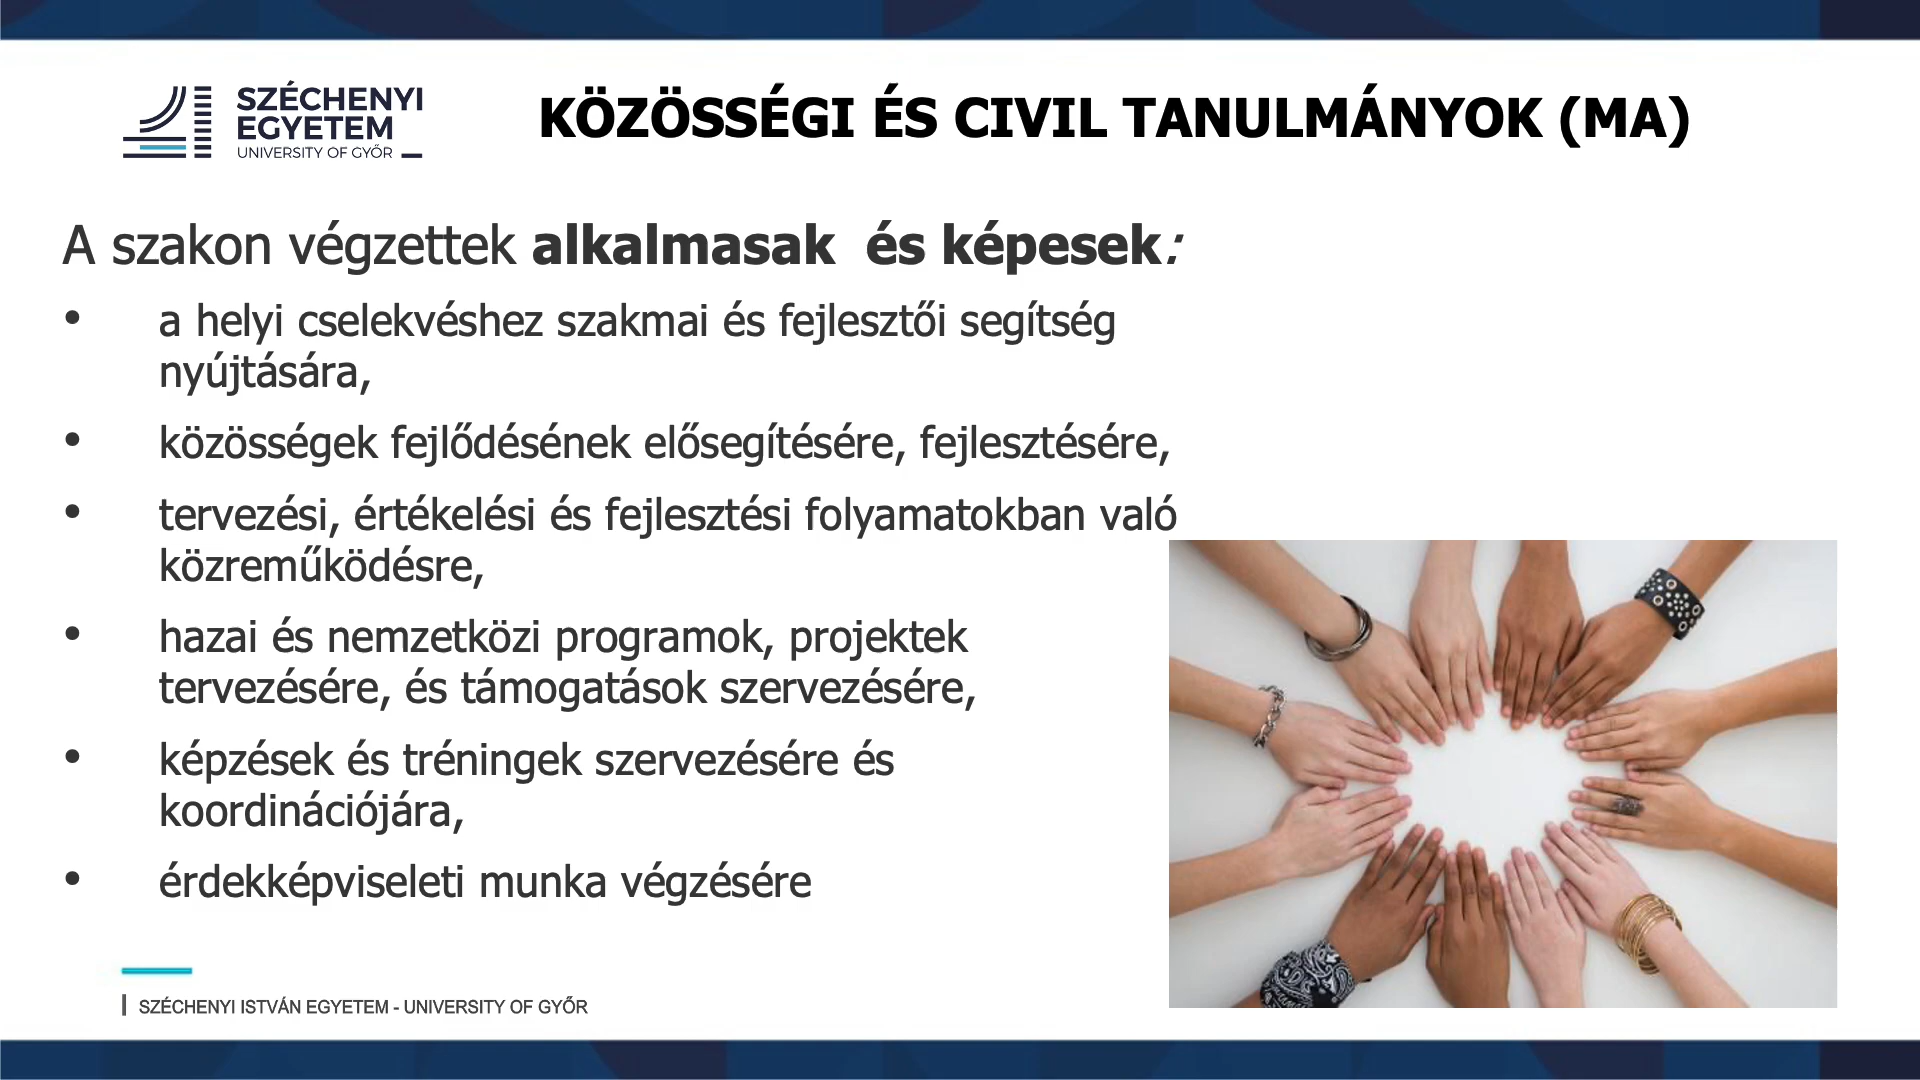 SZÉCHENYI
EGYETEM
UNIVERSITY OF GYŐR
KÖZÖSSÉGI ÉS CIVIL TANULMÁNYOK (MA)
A szakon végzettek alkalmasak  és képesek:
• a helyi cselekvéshez szakmai és fejlesztői segítség
nyújtására,
• közösségek fejlődésének elősegítésére, fejlesztésére,
• tervezési, értékelési és fejlesztési folyamatokban való
közreműködésre,
• hazai és nemzetközi programok, projektek
tervezésére, és támogatások szervezésére,
• képzések és tréningek szervezésére és
koordinációjára,
• érdekképviseleti munka végzésére
SZÉCHENYI ISTVÁN EGYETEM - UNIVERSITY OF GYŐR